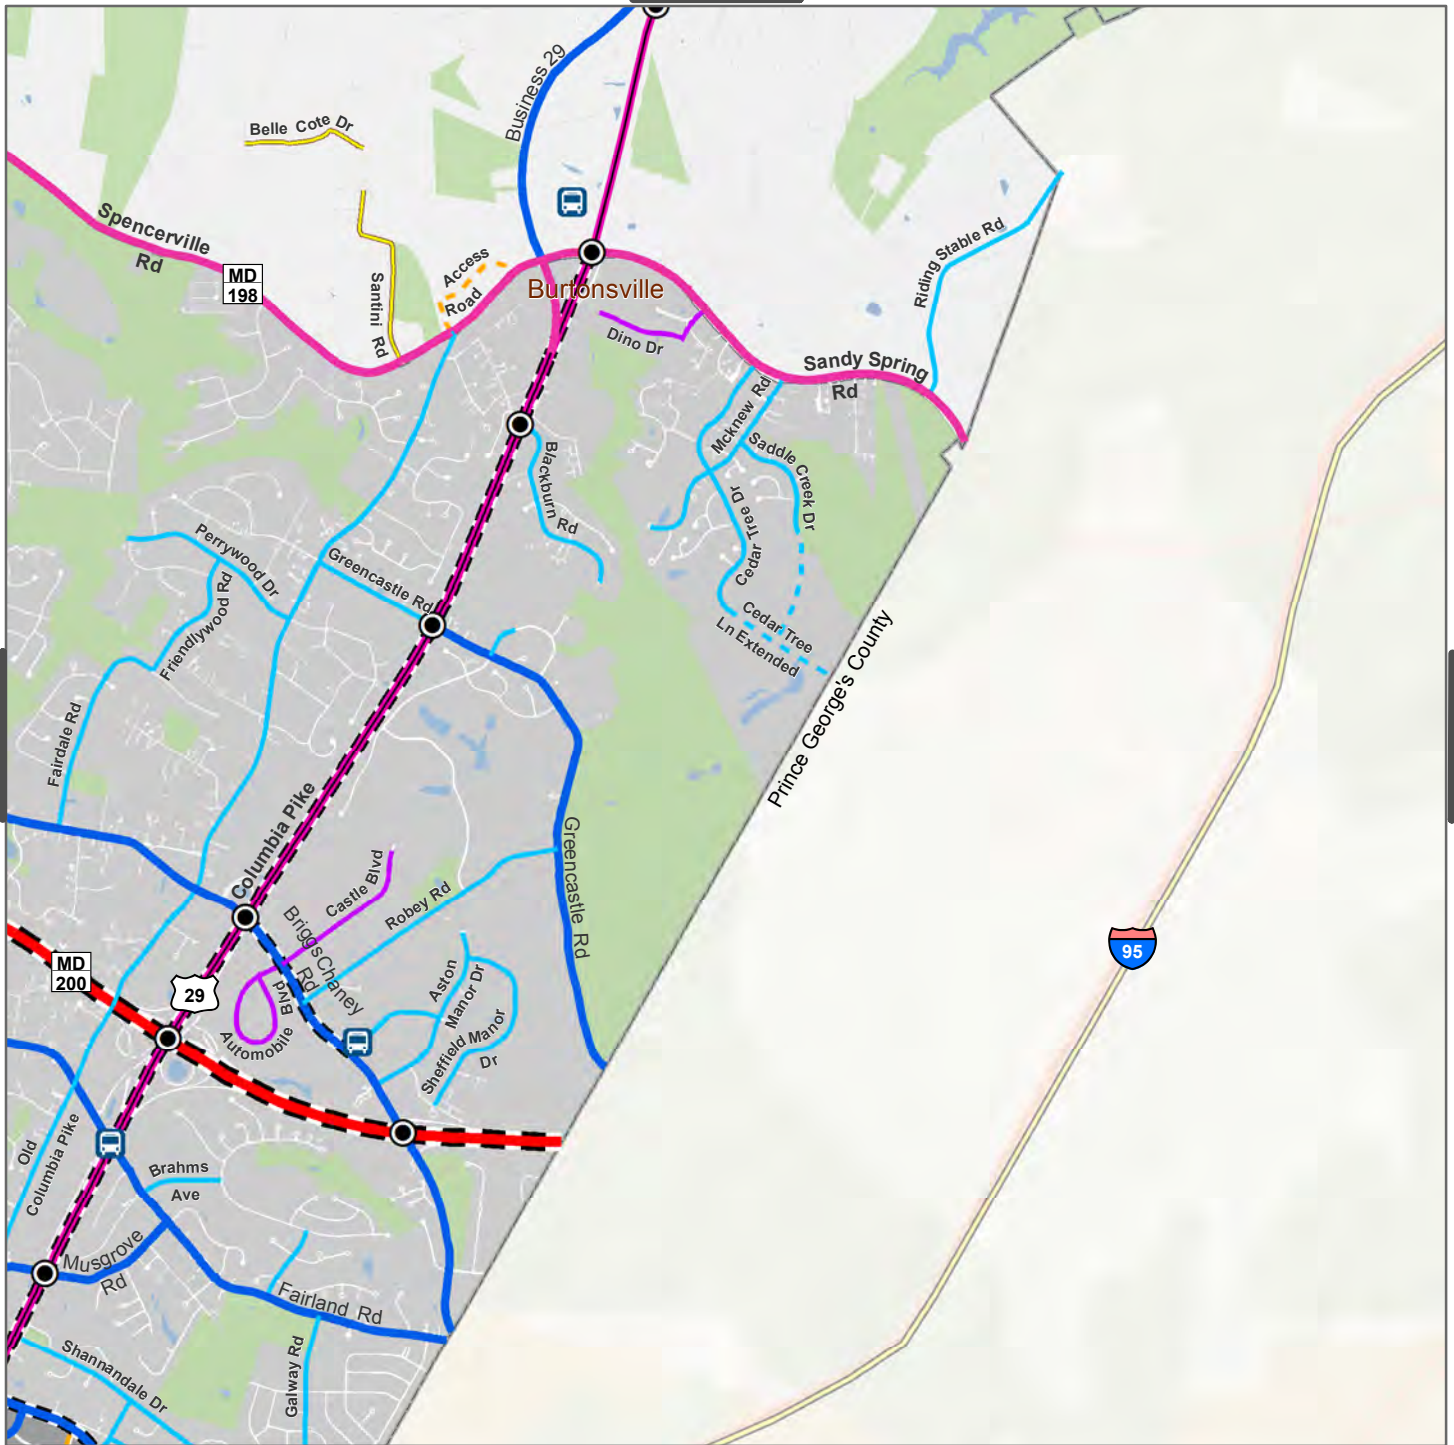 Business 29
Belle Cote Dr
Spencerville
Rd
MD
198
Santini Rd
Access
Road
Burtonsville
Dino Dr
Riding Stable Rd
Sandy Spring
Rd
Mcknew Rd
Saddle Creek Dr
Blackburn Rd
Cedar Tree Dr
Cedar Tree
Ln Extended
Perrywood Dr
Greencastle Rd
Friendlywood Rd
Fairdale Rd
Prince George's County
Columbia Pike
Castle Blvd
Robey Rd
Greencastle Rd
Briggs Chaney
Rd
MD
200
29
95
Automobile
Blvd
Aston
Manor Dr
Sheffield Manor
Dr
Old
Columbia Pike
Brahms
Ave
Musgrove
Rd
Fairland Rd
Galway Rd
Shannandale Dr